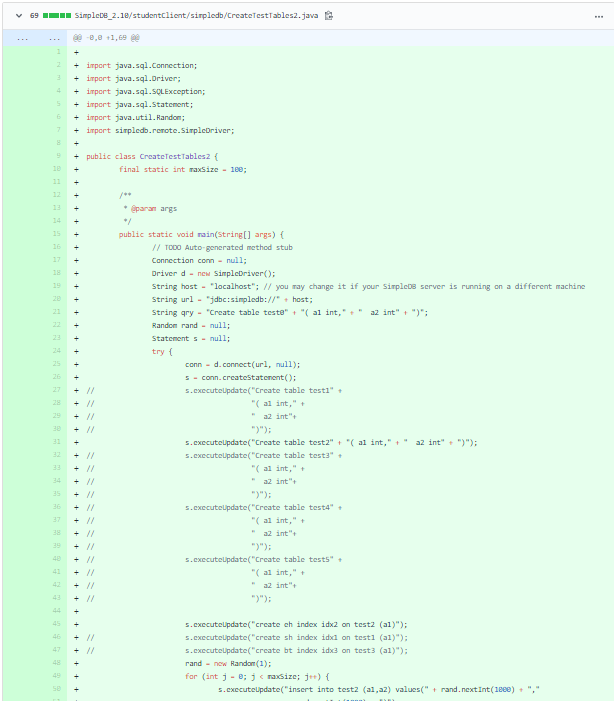 69 SimpleDB_2.10/studentClient/simpledb/CreateTestTables2.java
... ... @@ -0,0 +1,69 @@
1 +
2 + import java.sql.Connection;
3 + import java.sql.Driver;
4 + import java.sql.SQLException;
5 + import java.sql.Statement;
6 + import java.util.Random;
7 + import simpledb.remote.SimpleDriver;
8 +
9 + public class CreateTestTables2 {
10 + final static int maxSize = 100;
11 +
12 + /**
13 + * @param args
14 + */
15 + public static void main(String[] args) {
16 + // TODO Auto-generated method stub
17 + Connection conn = null;
18 + Driver d = new SimpleDriver();
19 + String host = "localhost"; // you may change it if your SimpleDB server is running on a different machine
20 + String url = "jdbc:simpledb://" + host;
21 + String qry = "Create table test0" + "( a1 int," + "  a2 int" + ")";
22 + Random rand = null;
23 + Statement s = null;
24 + try {
25 + conn = d.connect(url, null);
26 + s = conn.createStatement();
27 + // s.executeUpdate("Create table test1" +
28 + // "( a1 int," +
29 + // "  a2 int"+
30 + // ")");
31 + s.executeUpdate("Create table test2" + "( a1 int," + "  a2 int" + ")");
32 + // s.executeUpdate("Create table test3" +
33 + // "( a1 int," +
34 + // "  a2 int"+
35 + // ")");
36 + // s.executeUpdate("Create table test4" +
37 + // "( a1 int," +
38 + // "  a2 int"+
39 + // ")");
40 + // s.executeUpdate("Create table test5" +
41 + // "( a1 int," +
42 + // "  a2 int"+
43 + // ")");
44 +
45 + s.executeUpdate("create eh index idx2 on test2 (a1)");
46 + // s.executeUpdate("create sh index idx1 on test1 (a1)");
47 + // s.executeUpdate("create bt index idx3 on test3 (a1)");
48 + rand = new Random(1);
49 + for (int j = 0; j < maxSize; j++) {
50 + s.executeUpdate("insert into test2 (a1,a2) values(" + rand.nextInt(1000) + ","